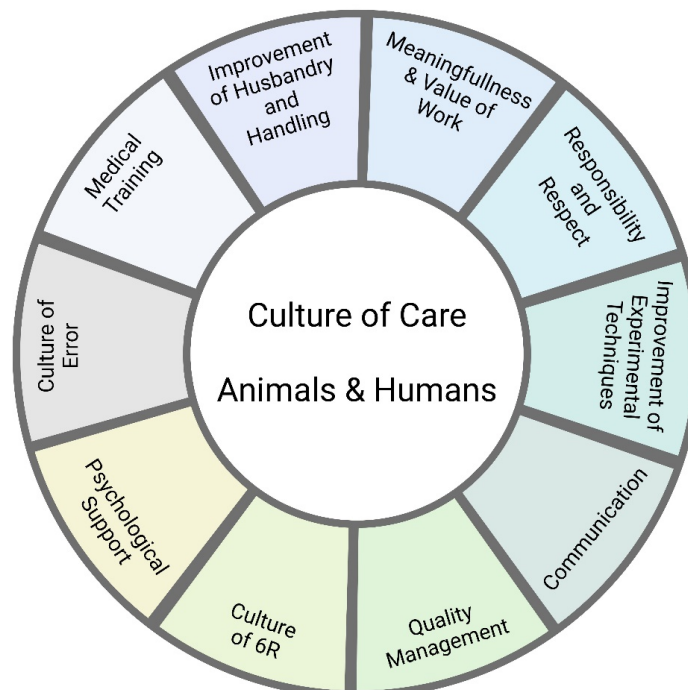 Culture of Care
Animals & Humans
Improvement
of Husbandry
and
Handling
Meaningfullness
& Value of
Work
Responsibility
and
Respect
Improvement of
Experimental
Techniques
Communication
Quality
Management
Culture
of 6R
Psychological
Support
Culture of
Error
Medical
Training